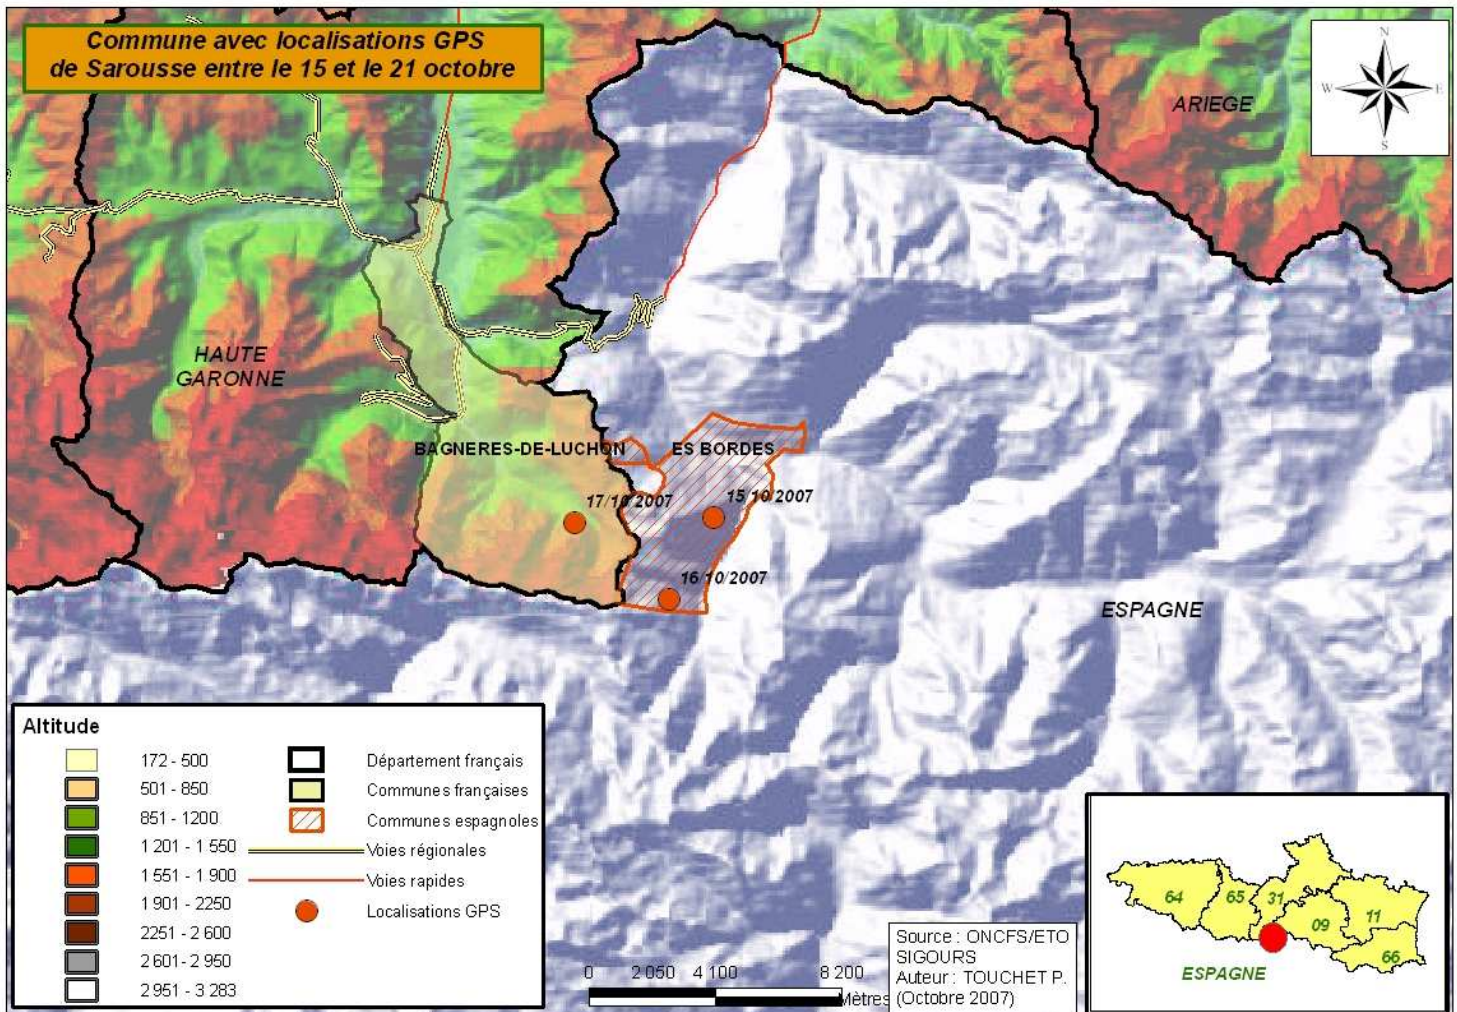 Commune avec localisations GPS
de Sarousse entre le 15 et le 21 octobre
N
W
E
S
ARIEGE
HAUTE
GARONNE
BAGNERES-DE-LUCHON
ES BORDES
17/10/2007
15/10/2007
16/10/2007
ESPAGNE
Altitude
172 - 500
501 - 850
851 - 1200
1 201 - 1 550
1 551 - 1 900
1 901 - 2250
2251 - 2 600
2 601 - 2 950
2 951 - 3 283
Département français
Communes françaises
Communes espagnoles
Voies régionales
Voies rapides
Localisations GPS
0 2 050 4 100 8 200
Mètres
Source : ONCFS/ETO
SIGOURS
Auteur : TOUCHET P.
(Octobre 2007)
64
65
31
09
11
66
ESPAGNE